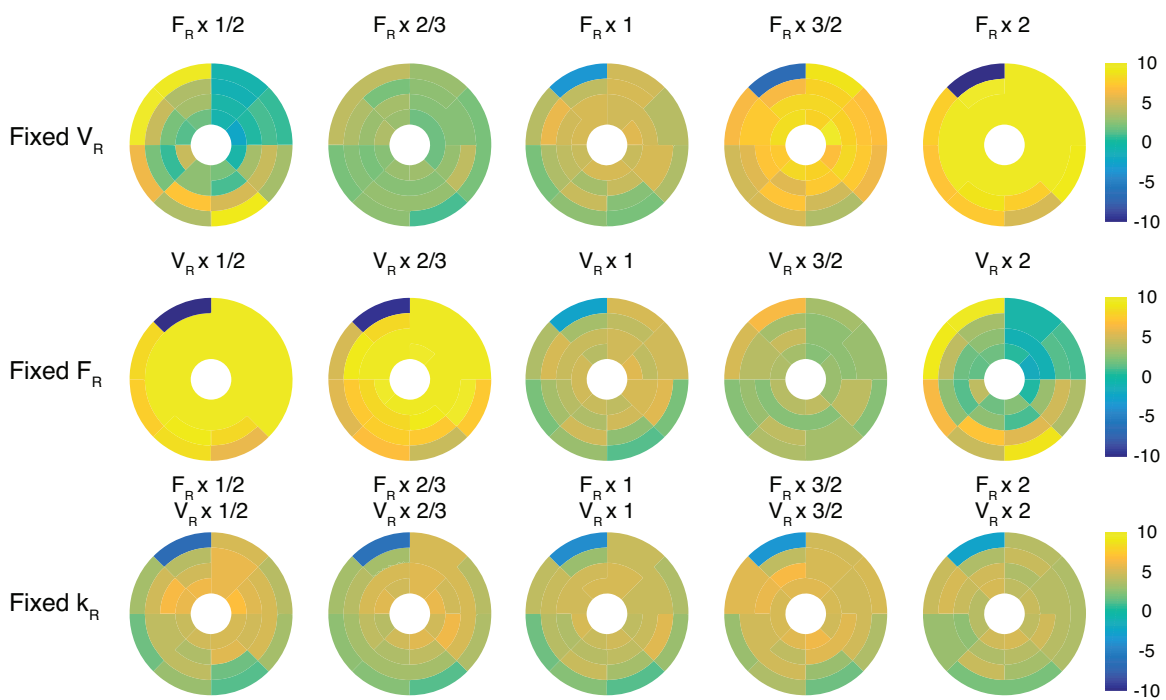 F_R x 1/2 F_R x 2/3 F_R x 1 F_R x 3/2 F_R x 2
Fixed V_R
10
5
0
-5
-10
V_R x 1/2 V_R x 2/3 V_R x 1 V_R x 3/2 V_R x 2
Fixed F_R
10
5
0
-5
-10
F_R x 1/2 F_R x 2/3 F_R x 1 F_R x 3/2 F_R x 2
V_R x 1/2 V_R x 2/3 V_R x 1 V_R x 3/2 V_R x 2
Fixed k_R
10
5
0
-5
-10